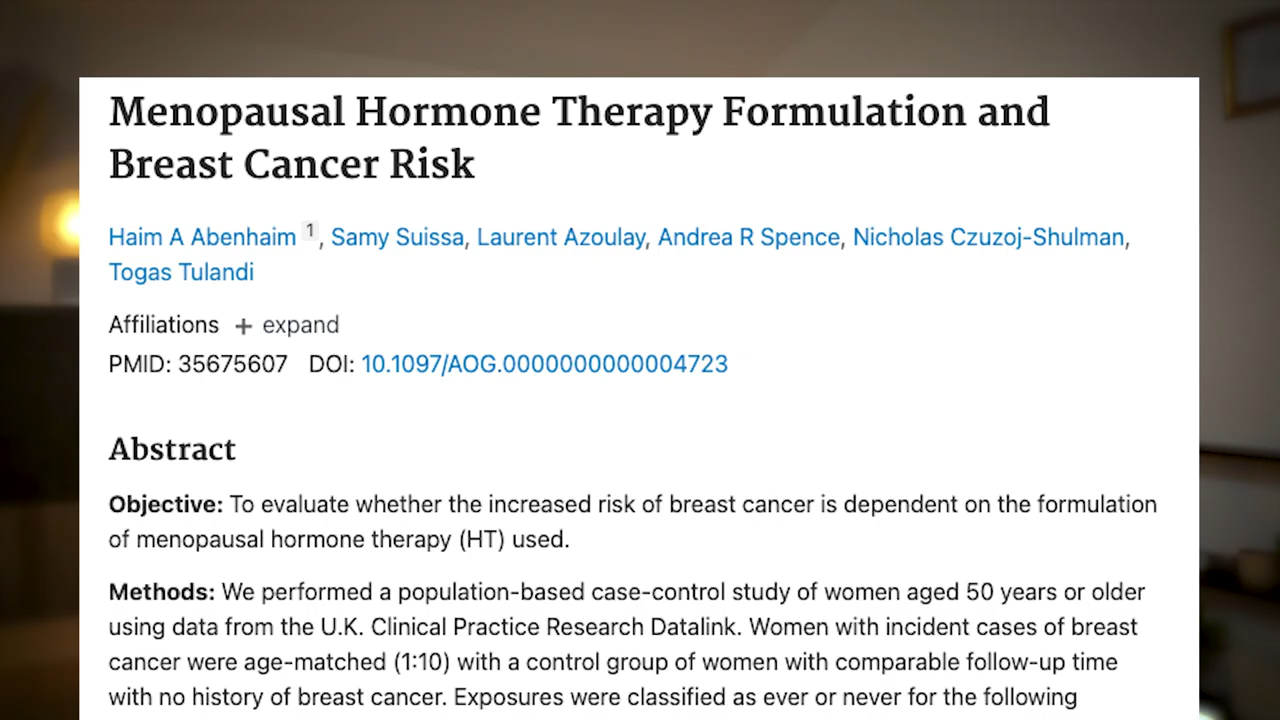 Menopausal Hormone Therapy Formulation and
Breast Cancer Risk
Haim A Abenhaim 1, Samy Suissa, Laurent Azoulay, Andrea R Spence, Nicholas Czuzoj-Shulman,
Togas Tulandi
Affiliations + expand
PMID: 35675607 DOI: 10.1097/AOG.0000000000004723
Abstract
Objective: To evaluate whether the increased risk of breast cancer is dependent on the formulation
of menopausal hormone therapy (HT) used.
Methods: We performed a population-based case-control study of women aged 50 years or older
using data from the U.K. Clinical Practice Research Datalink. Women with incident cases of breast
cancer were age-matched (1:10) with a control group of women with comparable follow-up time
with no history of breast cancer. Exposures were classified as ever or never for the following